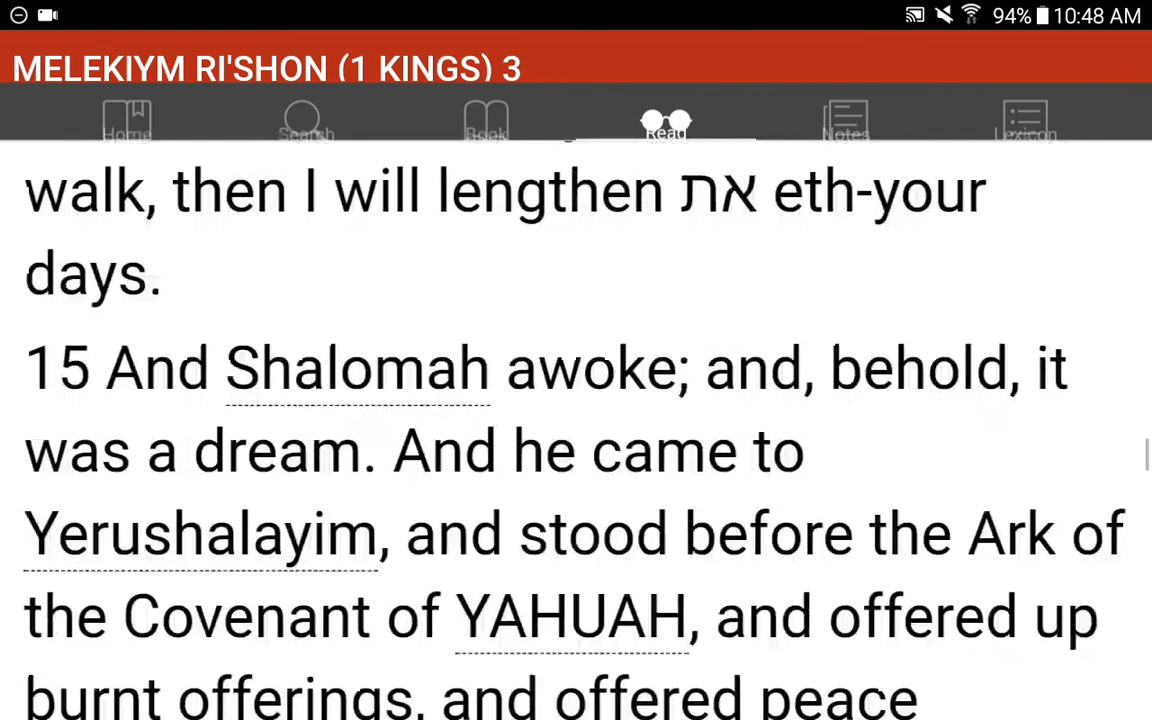 94% 10:48 AM
MELEKIYM RI'SHON (1 KINGS) 3
Home Search Book Read Notes Lexicon
walk, then I will lengthen את eth-your
days.
15 And Shalomah awoke; and, behold, it
was a dream. And he came to
Yerushalayim, and stood before the Ark of
the Covenant of YAHUAH, and offered up
burnt offerings, and offered peace